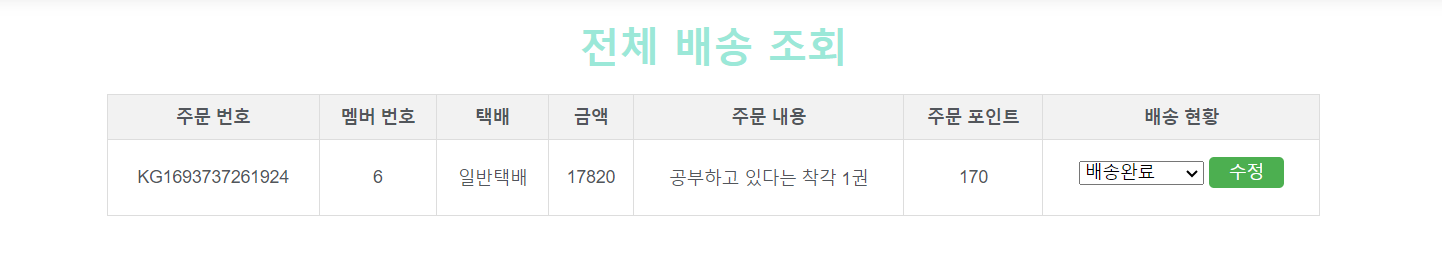 전체 배송 조회
주문 번호 멤버 번호 택배 금액 주문 내용 주문 포인트 배송 현황
KG1693737261924 6 일반택배 17820 공부하고 있다는 착각 1권 170 배송완료 수정